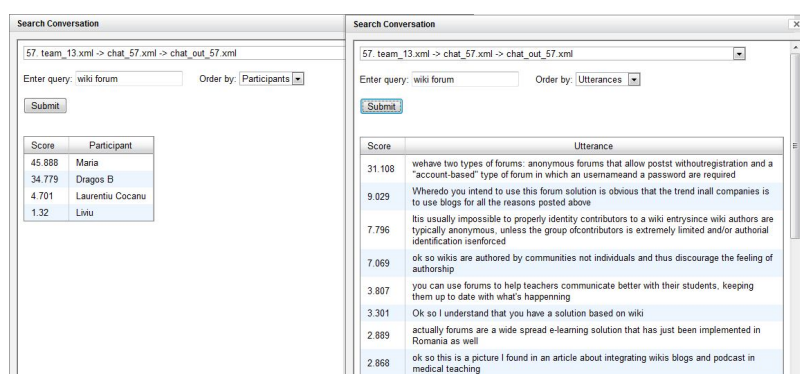 Search Conversation
57. team_13.xml -> chat_57.xml -> chat_out_57.xml
Enter query: wiki forum Order by: Participants
Submit
Score Participant
45.888 Maria
34.779 Dragos B
4.701 Laurentiu Cocanu
1.32 Liviu
Search Conversation
57. team_13.xml -> chat_57.xml -> chat_out_57.xml
Enter query: wiki forum Order by: Utterances
Submit
Score Utterance
31.108 wehave two types of forums: anonymous forums that allow postst withoutregistration and a
"account-based" type of forum in which an usernameand a password are required
9.029 Wheredo you intend to use this forum solution is obvious that the trend inall companies is
to use blogs for all the reasons posted above
7.796 Itis usually impossible to properly identity contributors to a wiki entrysince wiki authors are
typically anonymous, unless the group ofcontributors is extremely limited and/or authorial
identification isenforced
7.069 ok so wikis are authored by communities not individuals and thus discourage the feeling of
authorship
3.807 you can use forums to help teachers communicate better with their students, keeping
them up to date with what's happenning
3.301 Ok so I understand that you have a solution based on wiki
2.889 actually forums are a wide spread e-learning solution that has just been implemented in
Romania as well
2.868 ok so this is a picture I found in an article about integrating wikis blogs and podcast in
medical teaching